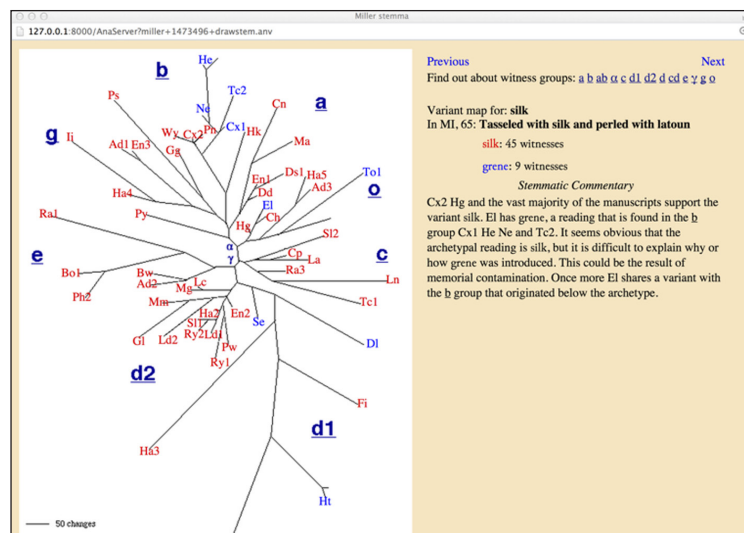 Miller stemma
127.0.0.1:8000/AnaServer?miller+1473496+drawstem.anv
Previous Next
Find out about witness groups: a b ab α c d1 d2 d cd e γ g o
Variant map for: silk
In MI, 65: Tasseled with silk and perled with latoun
silk: 45 witnesses
grene: 9 witnesses
Stemmatic Commentary
Cx2 Hg and the vast majority of the manuscripts support the
variant silk. El has grene, a reading that is found in the b
group Cx1 He Ne and Tc2. It seems obvious that the
archetypal reading is silk, but it is difficult to explain why or
how grene was introduced. This could be the result of
memorial contamination. Once more El shares a variant with
the b group that originated below the archetype.
He
b
Tc2
Ps
a
Ne
Cn
Wy Cx2 Pn Cx1 Hk
g
Ii
Ad1 En3
Gg
Ma
En1 Ds1 Ha5
To1
Dd
Ad3
Ha4
El
o
Ra1
Py
Hg Ch
Sl2
α
e
γ
Cp
c
La
Bo1
Bw
Ra3
Ad2
Lc
Ln
Ph2
Mg
Mm
Tc1
Ha2 En2
Sl1
Se
Gl
Ld2
Ry2 Ld1
Pw
Dl
Ry1
d2
Fi
d1
Ha3
Ht
50 changes